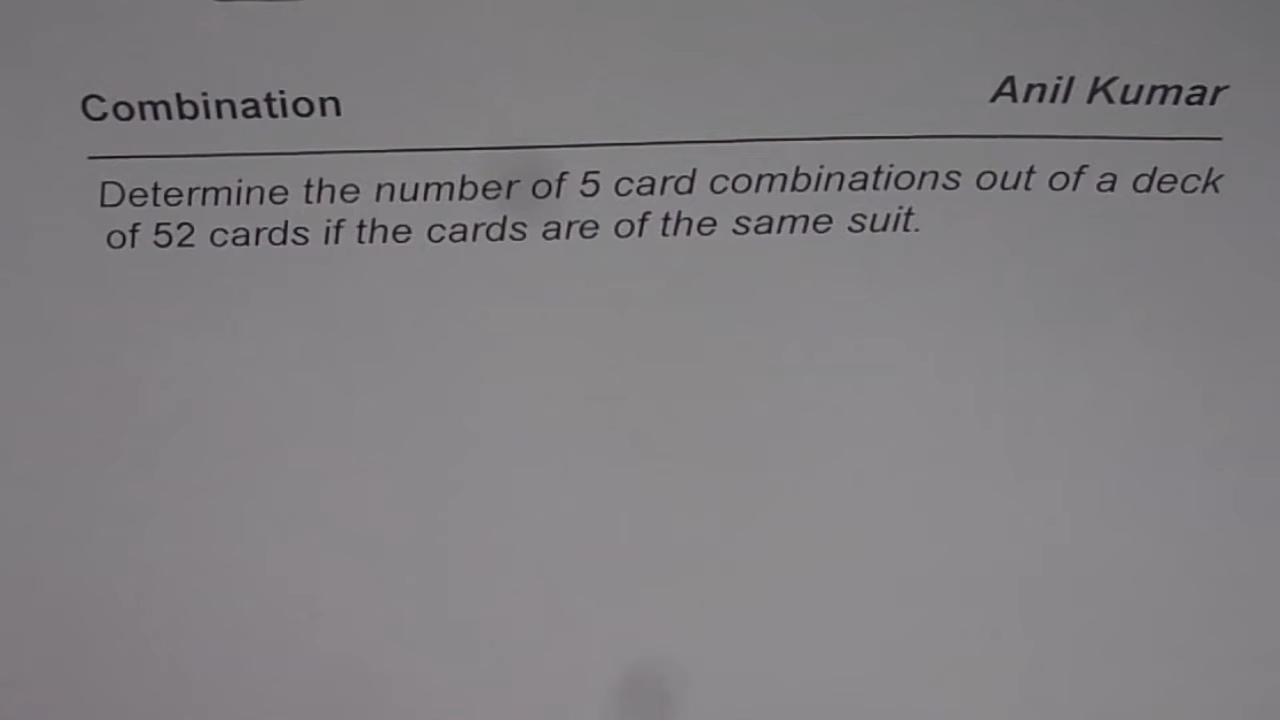 Combination
Anil Kumar
Determine the number of 5 card combinations out of a deck
of 52 cards if the cards are of the same suit.